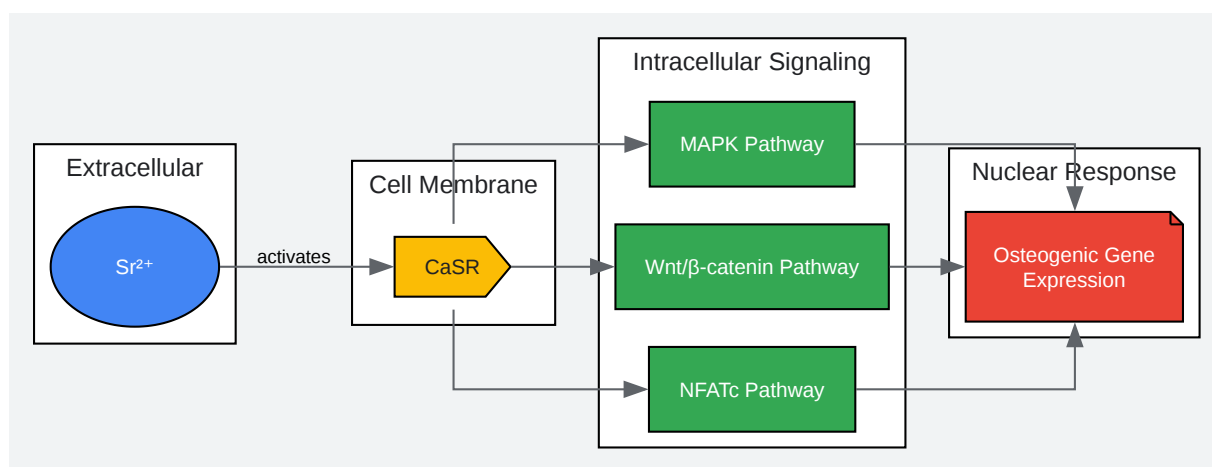 Extracellular
Sr²⁺
activates
Cell Membrane
CaSR
Intracellular Signaling
MAPK Pathway
Wnt/β-catenin Pathway
NFATc Pathway
Nuclear Response
Osteogenic Gene
Expression